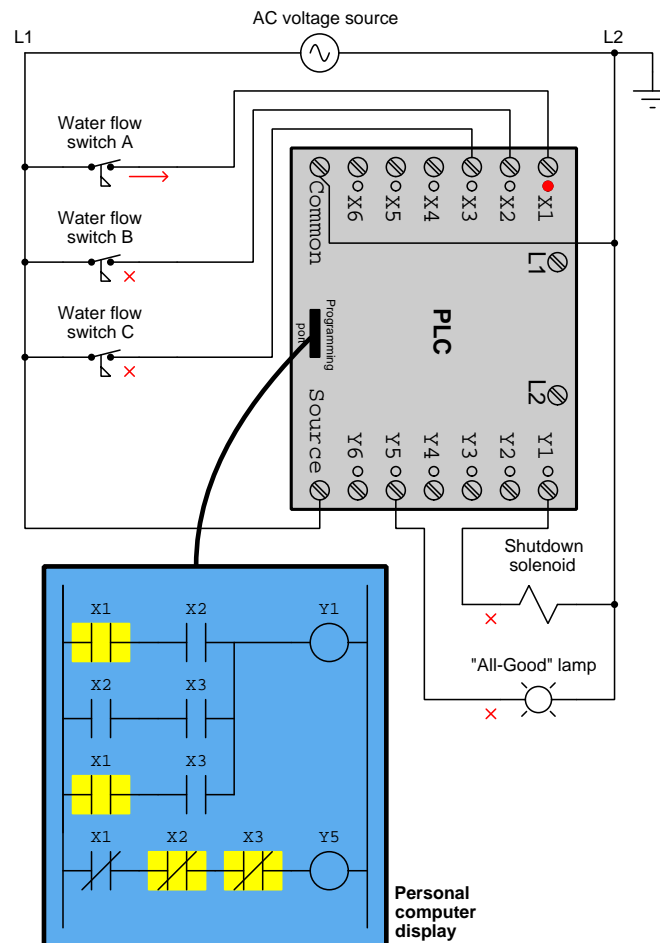 AC voltage source
L1
L2
Water flow
switch A
Water flow
switch B
Water flow
switch C
Common
X6
X5
X4
X3
X2
X1
L1
Programming
port
PLC
L2
Source
Y6
Y5
Y4
Y3
Y2
Y1
Shutdown
solenoid
"All-Good" lamp
X1 X2 Y1
X2 X3
X1 X3
X1 X2 X3 Y5
Personal
computer
display